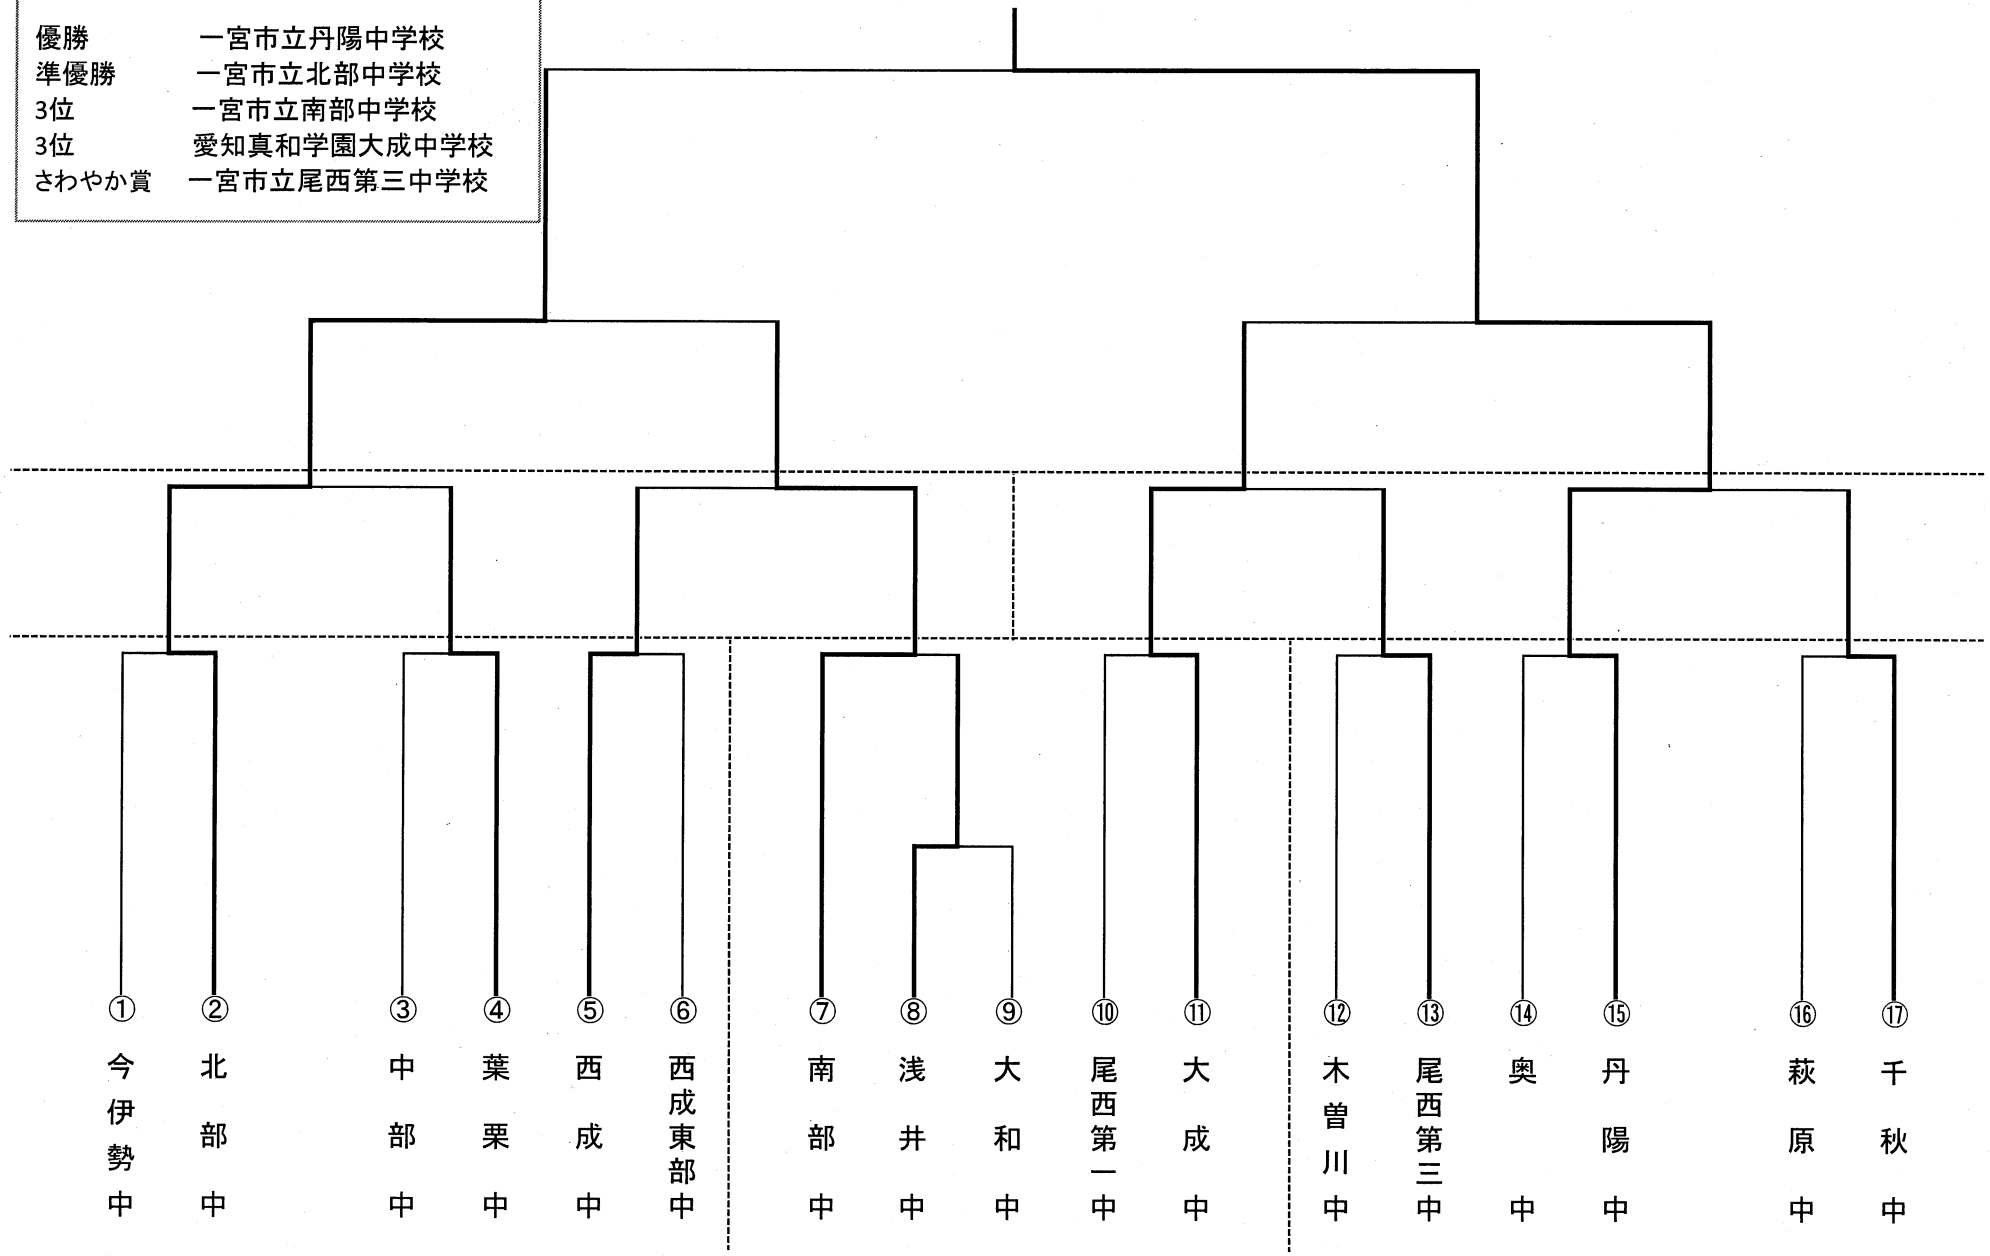 優勝 一宮市立丹陽中学校
準優勝 一宮市立北部中学校
3位 一宮市立南部中学校
3位 愛知真和学園大成中学校
さわやか賞 一宮市立尾西第三中学校
① 今伊勢中
② 北部中
③ 中部中
④ 葉栗中
⑤ 西成中
⑥ 西成東部中
⑦ 南部中
⑧ 浅井中
⑨ 大和中
⑩ 尾西第一中
⑪ 大成中
⑫ 木曽川中
⑬ 尾西第三中
⑭ 奥中
⑮ 丹陽中
⑯ 萩原中
⑰ 千秋中